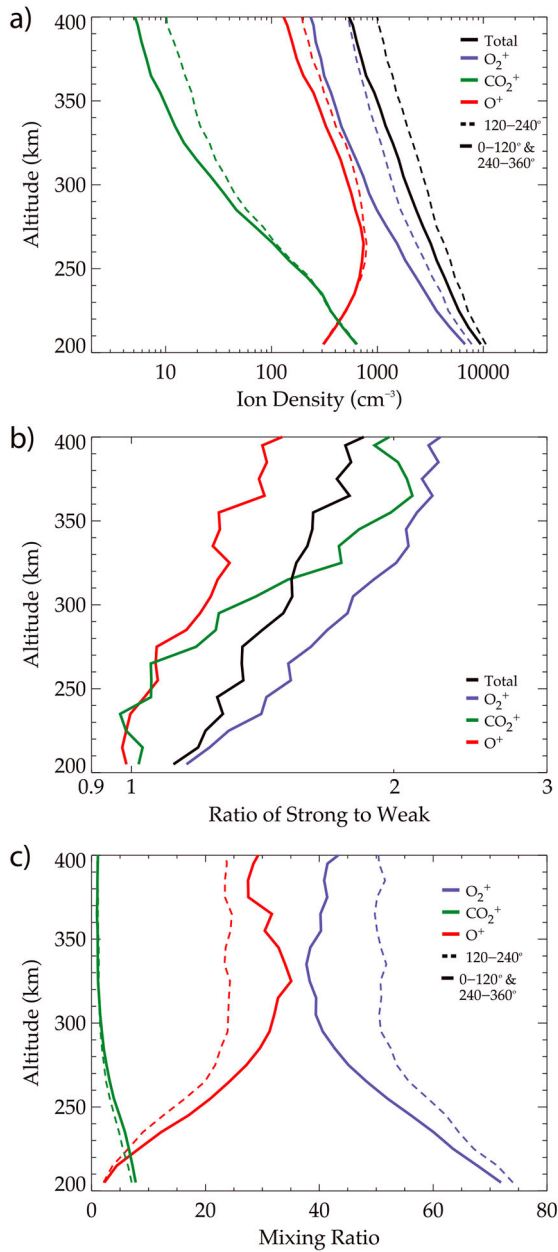 a)
400
350
300
250
200
Altitude (km)
Total
O₂⁺
CO₂⁺
O⁺
120–240°
0–120° &
240–360°
10
100
1000
10000
Ion Density (cm⁻³)
b)
400
350
300
250
200
Altitude (km)
Total
O₂⁺
CO₂⁺
O⁺
0.9
1
2
3
Ratio of Strong to Weak
c)
400
350
300
250
200
Altitude (km)
O₂⁺
CO₂⁺
O⁺
120–240°
0–120° &
240–360°
0
20
40
60
80
Mixing Ratio